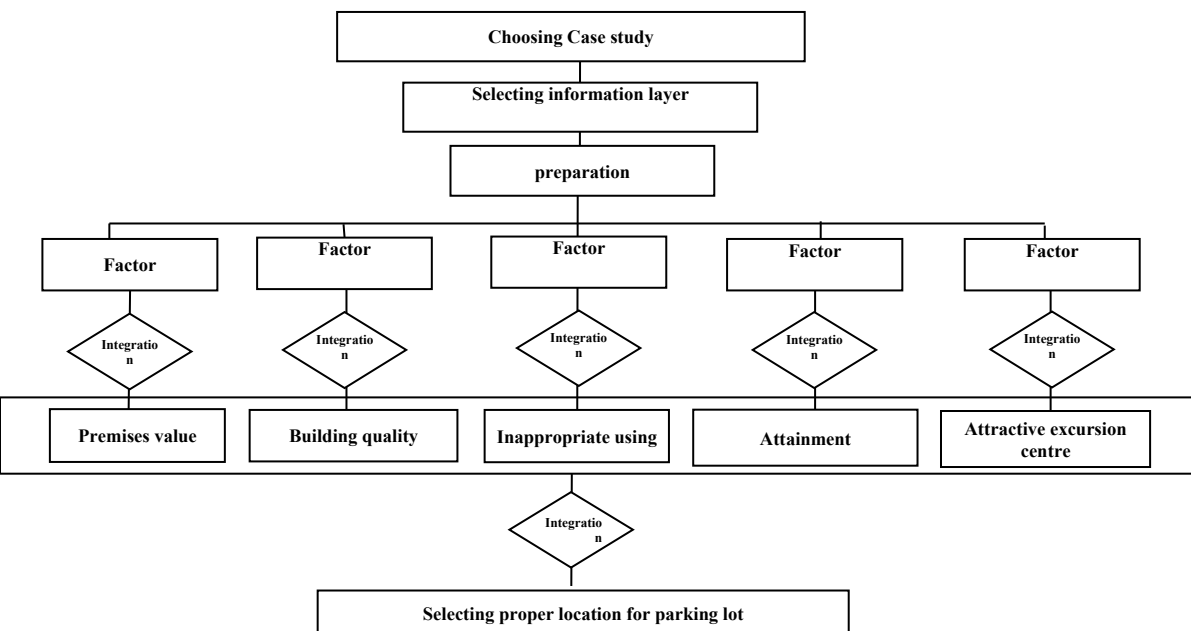 Choosing Case study
Selecting information layer
preparation
Factor
Factor
Factor
Factor
Factor
Integratio
n
Integratio
n
Integratio
n
Integratio
n
Integratio
n
Premises value
Building quality
Inappropriate using
Attainment
Attractive excursion
centre
Integratio
n
Selecting proper location for parking lot